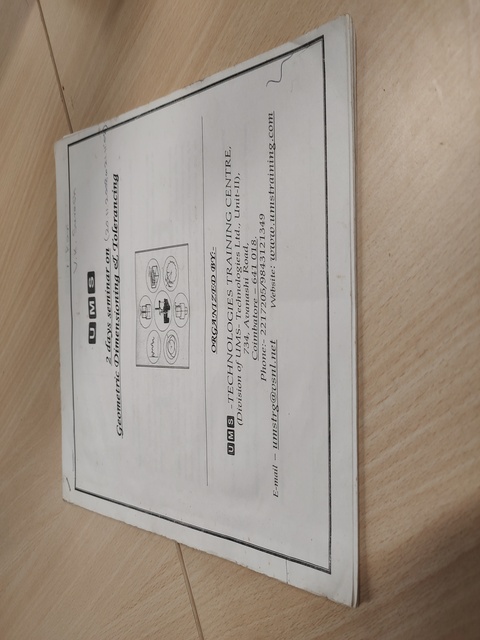 UMS
2 days seminar on
Geometric Dimensioning & Tolerancing
ORGANIZED BY:-
UMS -TECHNOLOGIES TRAINING CENTRE,
(Division of UMS- Technologies Ltd., Unit-II),
734, Avanashi Road,
Coimbatore – 641 018.
Phone:- 2217205/9843121349
E-mail – umstrg@vsnl.net Website: www.umstraining.com